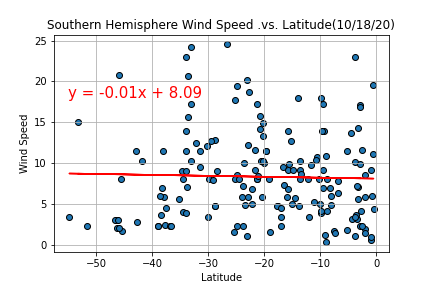 Southern Hemisphere Wind Speed .vs. Latitude(10/18/20)
25
20
y = -0.01x + 8.09
15
10
5
0
Wind Speed
−50 −40 −30 −20 −10 0
Latitude